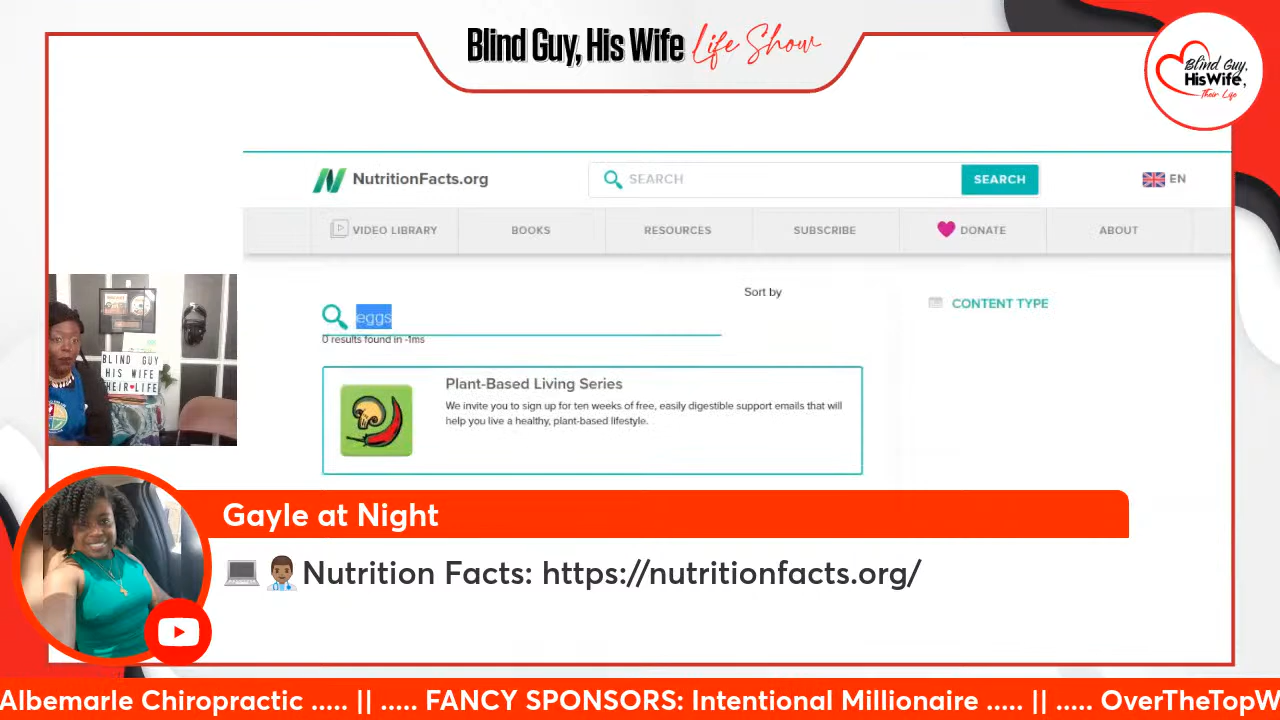 Blind Guy, His Wife Life Show
Blind Guy,
His Wife,
Their Life
NutritionFacts.org
SEARCH
SEARCH
EN
VIDEO LIBRARY
BOOKS
RESOURCES
SUBSCRIBE
DONATE
ABOUT
eggs
Sort by
CONTENT TYPE
0 results found in -1ms
Plant-Based Living Series
We invite you to sign up for ten weeks of free, easily digestible support emails that will
help you live a healthy, plant-based lifestyle.
BLIND GUY
HIS WIFE
THEIR LIFE
Gayle at Night
Nutrition Facts: https://nutritionfacts.org/
Albemarle Chiropractic ..... || ..... FANCY SPONSORS: Intentional Millionaire ..... || ..... OverTheTopW